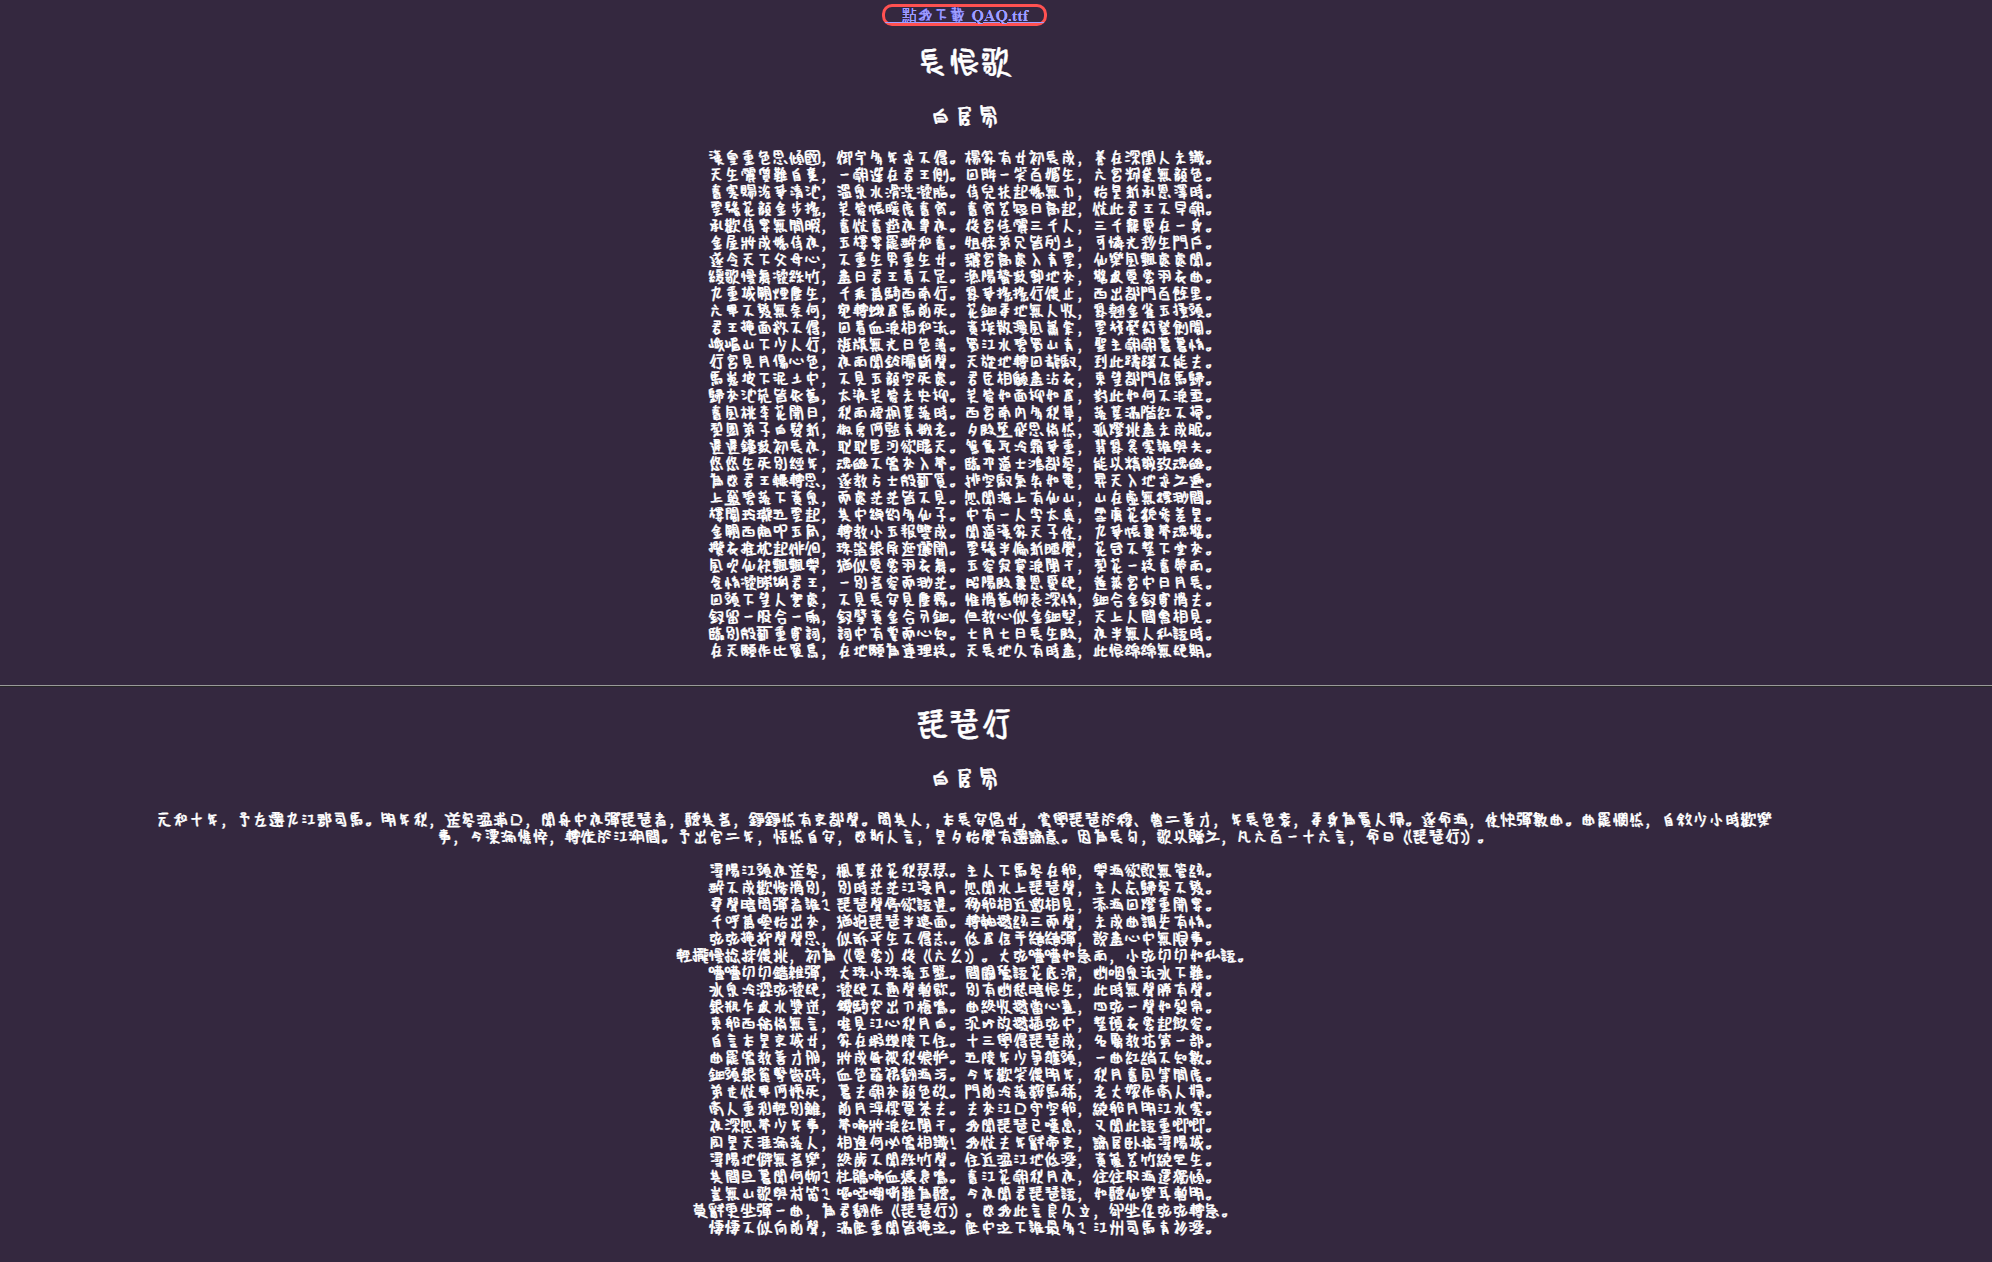 點我下載 QAQ.ttf
長恨歌
白居易
漢皇重色思傾國，御宇多年求不得。楊家有女初長成，養在深閨人未識。
天生麗質難自棄，一朝選在君王側。回眸一笑百媚生，六宮粉黛無顏色。
春寒賜浴華清池，溫泉水滑洗凝脂。侍兒扶起嬌無力，始是新承恩澤時。
雲鬢花顏金步搖，芙蓉帳暖度春宵。春宵苦短日高起，從此君王不早朝。
承歡侍宴無閒暇，春從春遊夜專夜。後宮佳麗三千人，三千寵愛在一身。
金屋妝成嬌侍夜，玉樓宴罷醉和春。姐妹弟兄皆列土，可憐光彩生門戶。
遂令天下父母心，不重生男重生女。驪宮高處入青雲，仙樂風飄處處聞。
緩歌慢舞凝絲竹，盡日君王看不足。漁陽鼙鼓動地來，驚破霓裳羽衣曲。
九重城闕煙塵生，千乘萬騎西南行。翠華搖搖行復止，西出都門百餘里。
六軍不發無奈何，宛轉蛾眉馬前死。花鈿委地無人收，翠翹金雀玉搔頭。
君王掩面救不得，回看血淚相和流。黃埃散漫風蕭索，雲棧縈紆登劍閣。
峨嵋山下少人行，旌旗無光日色薄。蜀江水碧蜀山青，聖主朝朝暮暮情。
行宮見月傷心色，夜雨聞鈴腸斷聲。天旋地轉回龍馭，到此躊躇不能去。
馬嵬坡下泥土中，不見玉顏空死處。君臣相顧盡沾衣，東望都門信馬歸。
歸來池苑皆依舊，太液芙蓉未央柳。芙蓉如面柳如眉，對此如何不淚垂。
春風桃李花開日，秋雨梧桐葉落時。西宮南內多秋草，落葉滿階紅不掃。
梨園弟子白髮新，椒房阿監青娥老。夕殿螢飛思悄然，孤燈挑盡未成眠。
遲遲鐘鼓初長夜，耿耿星河欲曙天。鴛鴦瓦冷霜華重，翡翠衾寒誰與共。
悠悠生死別經年，魂魄不曾來入夢。臨邛道士鴻都客，能以精誠致魂魄。
為感君王輾轉思，遂教方士殷勤覓。排空馭氣奔如電，昇天入地求之遍。
上窮碧落下黃泉，兩處茫茫皆不見。忽聞海上有仙山，山在虛無縹緲間。
樓閣玲瓏五雲起，其中綽約多仙子。中有一人字太真，雪膚花貌參差是。
金闕西廂叩玉扃，轉教小玉報雙成。聞道漢家天子使，九華帳裏夢魂驚。
攬衣推枕起徘徊，珠箔銀屏迤邐開。雲鬢半偏新睡覺，花冠不整下堂來。
風吹仙袂飄飄舉，猶似霓裳羽衣舞。玉容寂寞淚闌干，梨花一枝春帶雨。
含情凝睇謝君王，一別音容兩渺茫。昭陽殿裏恩愛絕，蓬萊宮中日月長。
回頭下望人寰處，不見長安見塵霧。惟將舊物表深情，鈿合金釵寄將去。
釵留一股合一扇，釵擘黃金合分鈿。但教心似金鈿堅，天上人間會相見。
臨別殷勤重寄詞，詞中有誓兩心知。七月七日長生殿，夜半無人私語時。
在天願作比翼鳥，在地願為連理枝。天長地久有時盡，此恨綿綿無絕期。
琵琶行
白居易
元和十年，予左遷九江郡司馬。明年秋，送客湓浦口，聞舟中夜彈琵琶者，聽其音，錚錚然有京都聲。問其人，本長安倡女，嘗學琵琶於穆、曹二善才，年長色衰，委身為賈人婦。遂命酒，使快彈數曲。曲罷憫然，自敘少小時歡樂
事，今漂淪憔悴，轉徙於江湖間。予出官二年，恬然自安，感斯人言，是夕始覺有遷謫意。因為長句，歌以贈之，凡六百一十六言，命曰《琵琶行》。
潯陽江頭夜送客，楓葉荻花秋瑟瑟。主人下馬客在船，舉酒欲飲無管絃。
醉不成歡慘將別，別時茫茫江浸月。忽聞水上琵琶聲，主人忘歸客不發。
尋聲暗問彈者誰？琵琶聲停欲語遲。移船相近邀相見，添酒回燈重開宴。
千呼萬喚始出來，猶抱琵琶半遮面。轉軸撥絃三兩聲，未成曲調先有情。
弦弦掩抑聲聲思，似訴平生不得志。低眉信手續續彈，說盡心中無限事。
輕攏慢捻抹復挑，初為《霓裳》後《六幺》。大弦嘈嘈如急雨，小弦切切如私語。
嘈嘈切切錯雜彈，大珠小珠落玉盤。間關鶯語花底滑，幽咽泉流水下灘。
冰泉冷澀弦凝絕，凝絕不通聲暫歇。別有幽愁暗恨生，此時無聲勝有聲。
銀瓶乍破水漿迸，鐵騎突出刀槍鳴。曲終收撥當心畫，四弦一聲如裂帛。
東船西舫悄無言，唯見江心秋月白。沉吟放撥插弦中，整頓衣裳起斂容。
自言本是京城女，家在蝦蟆陵下住。十三學得琵琶成，名屬教坊第一部。
曲罷常教善才服，妝成每被秋娘妒。五陵年少爭纏頭，一曲紅綃不知數。
鈿頭銀篦擊節碎，血色羅裙翻酒污。今年歡笑復明年，秋月春風等閒度。
弟走從軍阿姨死，暮去朝來顏色故。門前冷落鞍馬稀，老大嫁作商人婦。
商人重利輕別離，前月浮梁買茶去。去來江口守空船，繞船月明江水寒。
夜深忽夢少年事，夢啼妝淚紅闌干。我聞琵琶已嘆息，又聞此語重唧唧。
同是天涯淪落人，相逢何必曾相識！我從去年辭帝京，謫居臥病潯陽城。
潯陽地僻無音樂，終歲不聞絲竹聲。住近湓江地低溼，黃蘆苦竹繞宅生。
其間旦暮聞何物？杜鵑啼血猿哀鳴。春江花朝秋月夜，往往取酒還獨傾。
豈無山歌與村笛？嘔啞嘲哳難為聽。今夜聞君琵琶語，如聽仙樂耳暫明。
莫辭更坐彈一曲，為君翻作《琵琶行》。感我此言良久立，卻坐促弦弦轉急。
悽悽不似向前聲，滿座重聞皆掩泣。座中泣下誰最多？江州司馬青衫溼。